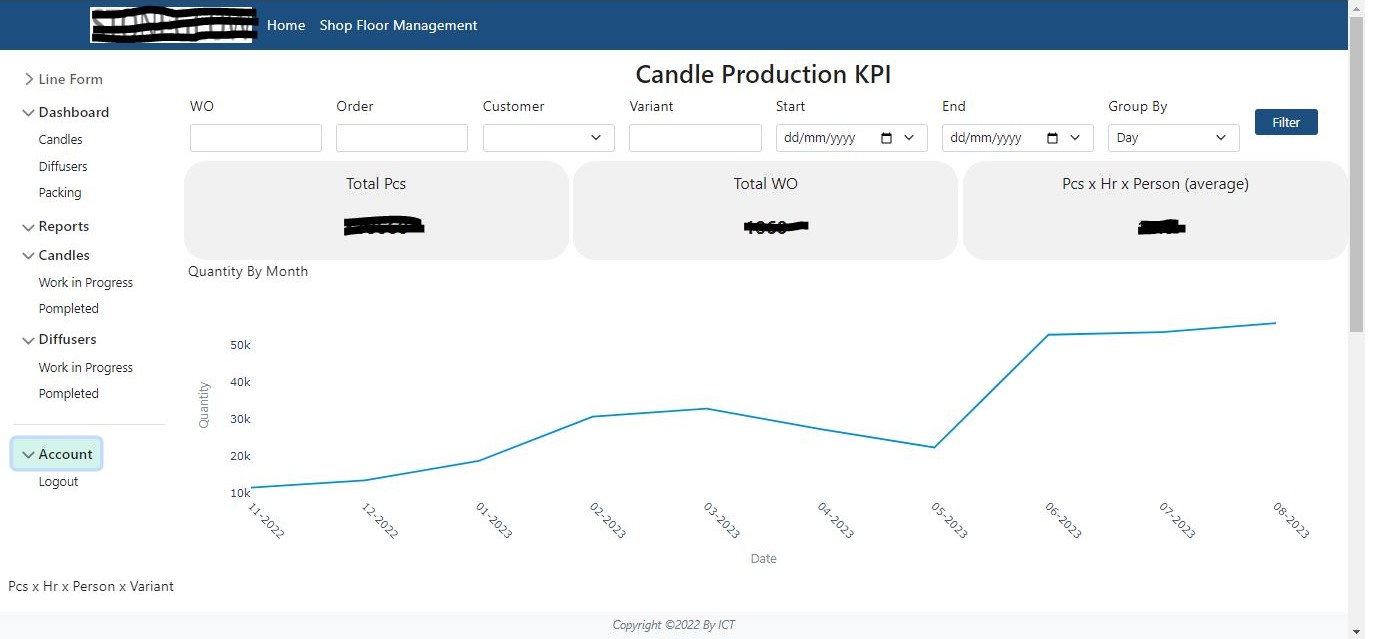 Home Shop Floor Management
Line Form
Dashboard
Candles
Diffusers
Packing
Reports
Candles
Work in Progress
Pompleted
Diffusers
Work in Progress
Pompleted
Account
Logout
Candle Production KPI
WO Order Customer Variant Start End Group By
dd/mm/yyyy dd/mm/yyyy Day Filter
Total Pcs Total WO Pcs x Hr x Person (average)
Quantity By Month
Quantity
50k
40k
30k
20k
10k
11-2022 12-2022 01-2023 02-2023 03-2023 04-2023 05-2023 06-2023 07-2023 08-2023
Date
Pcs x Hr x Person x Variant
Copyright ©2022 By ICT